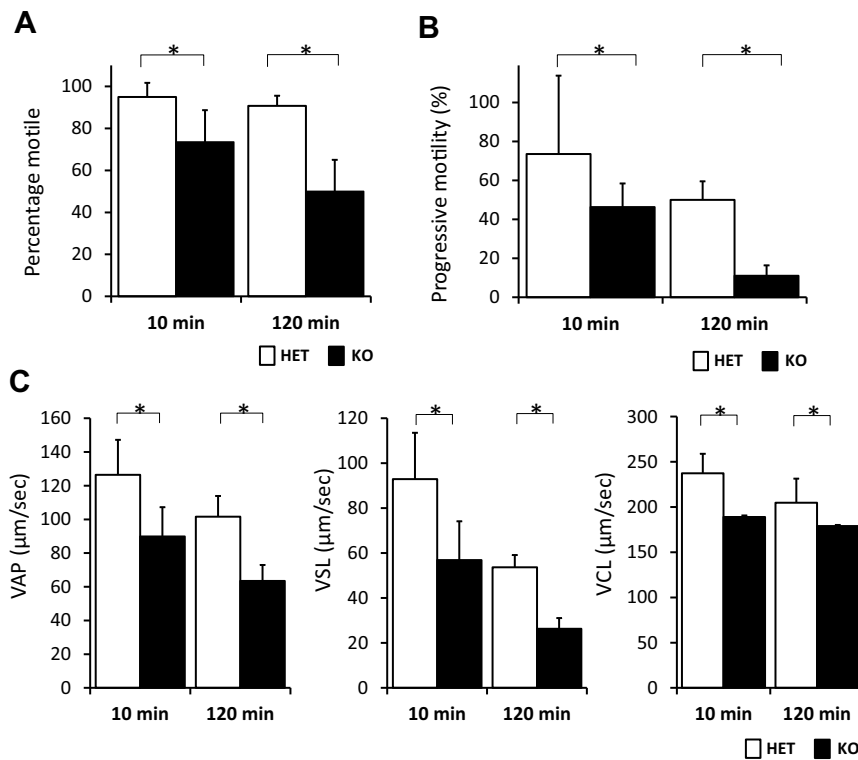 A
Percentage motile
100
80
60
40
20
0
*
*
10 min
120 min
HET
KO
B
Progressive motility (%)
100
80
60
40
20
0
*
*
10 min
120 min
HET
KO
C
VAP (μm/sec)
160
140
120
100
80
60
40
20
0
*
*
10 min
120 min
VSL (μm/sec)
120
100
80
60
40
20
0
*
*
10 min
120 min
VCL (μm/sec)
300
250
200
150
100
50
0
*
*
10 min
120 min
HET
KO